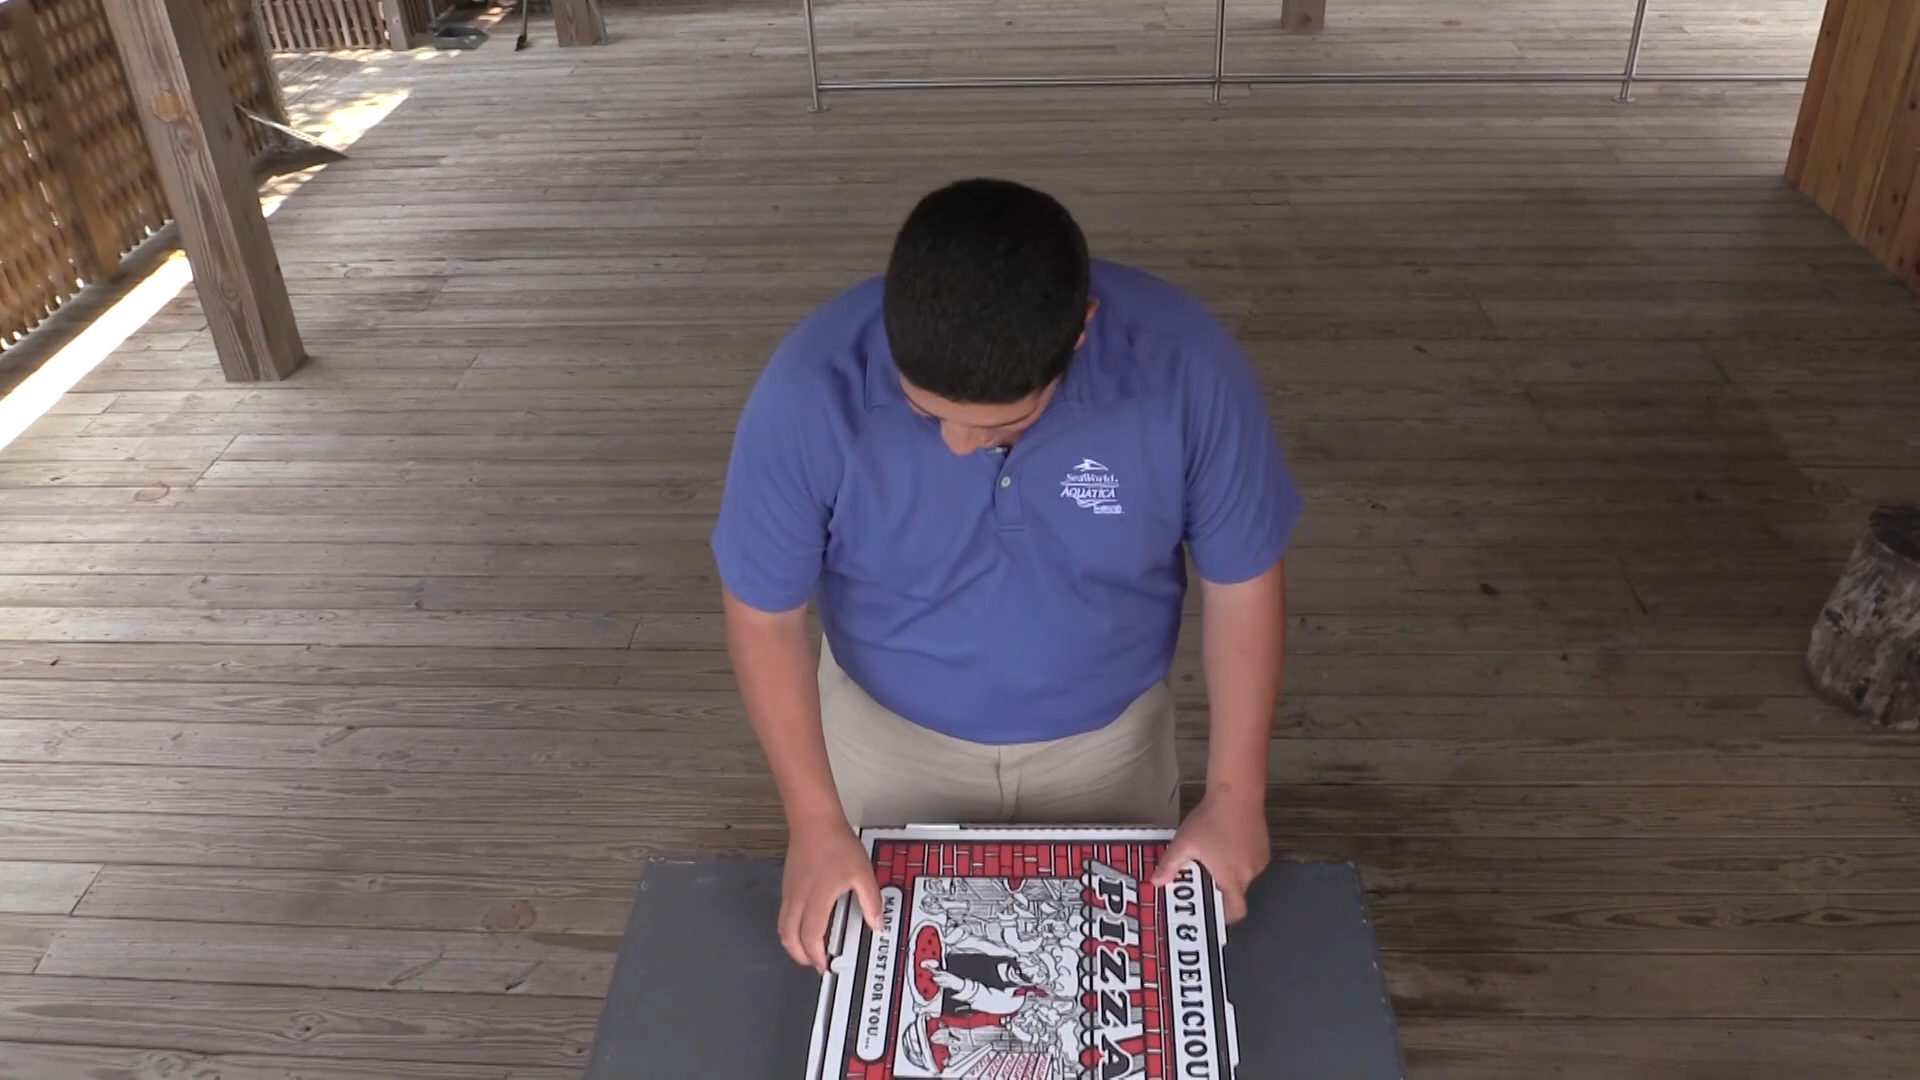 SeaWorld
AQUATICA
HOT & DELICIOU
PIZZA
MADE JUST FOR YOU...